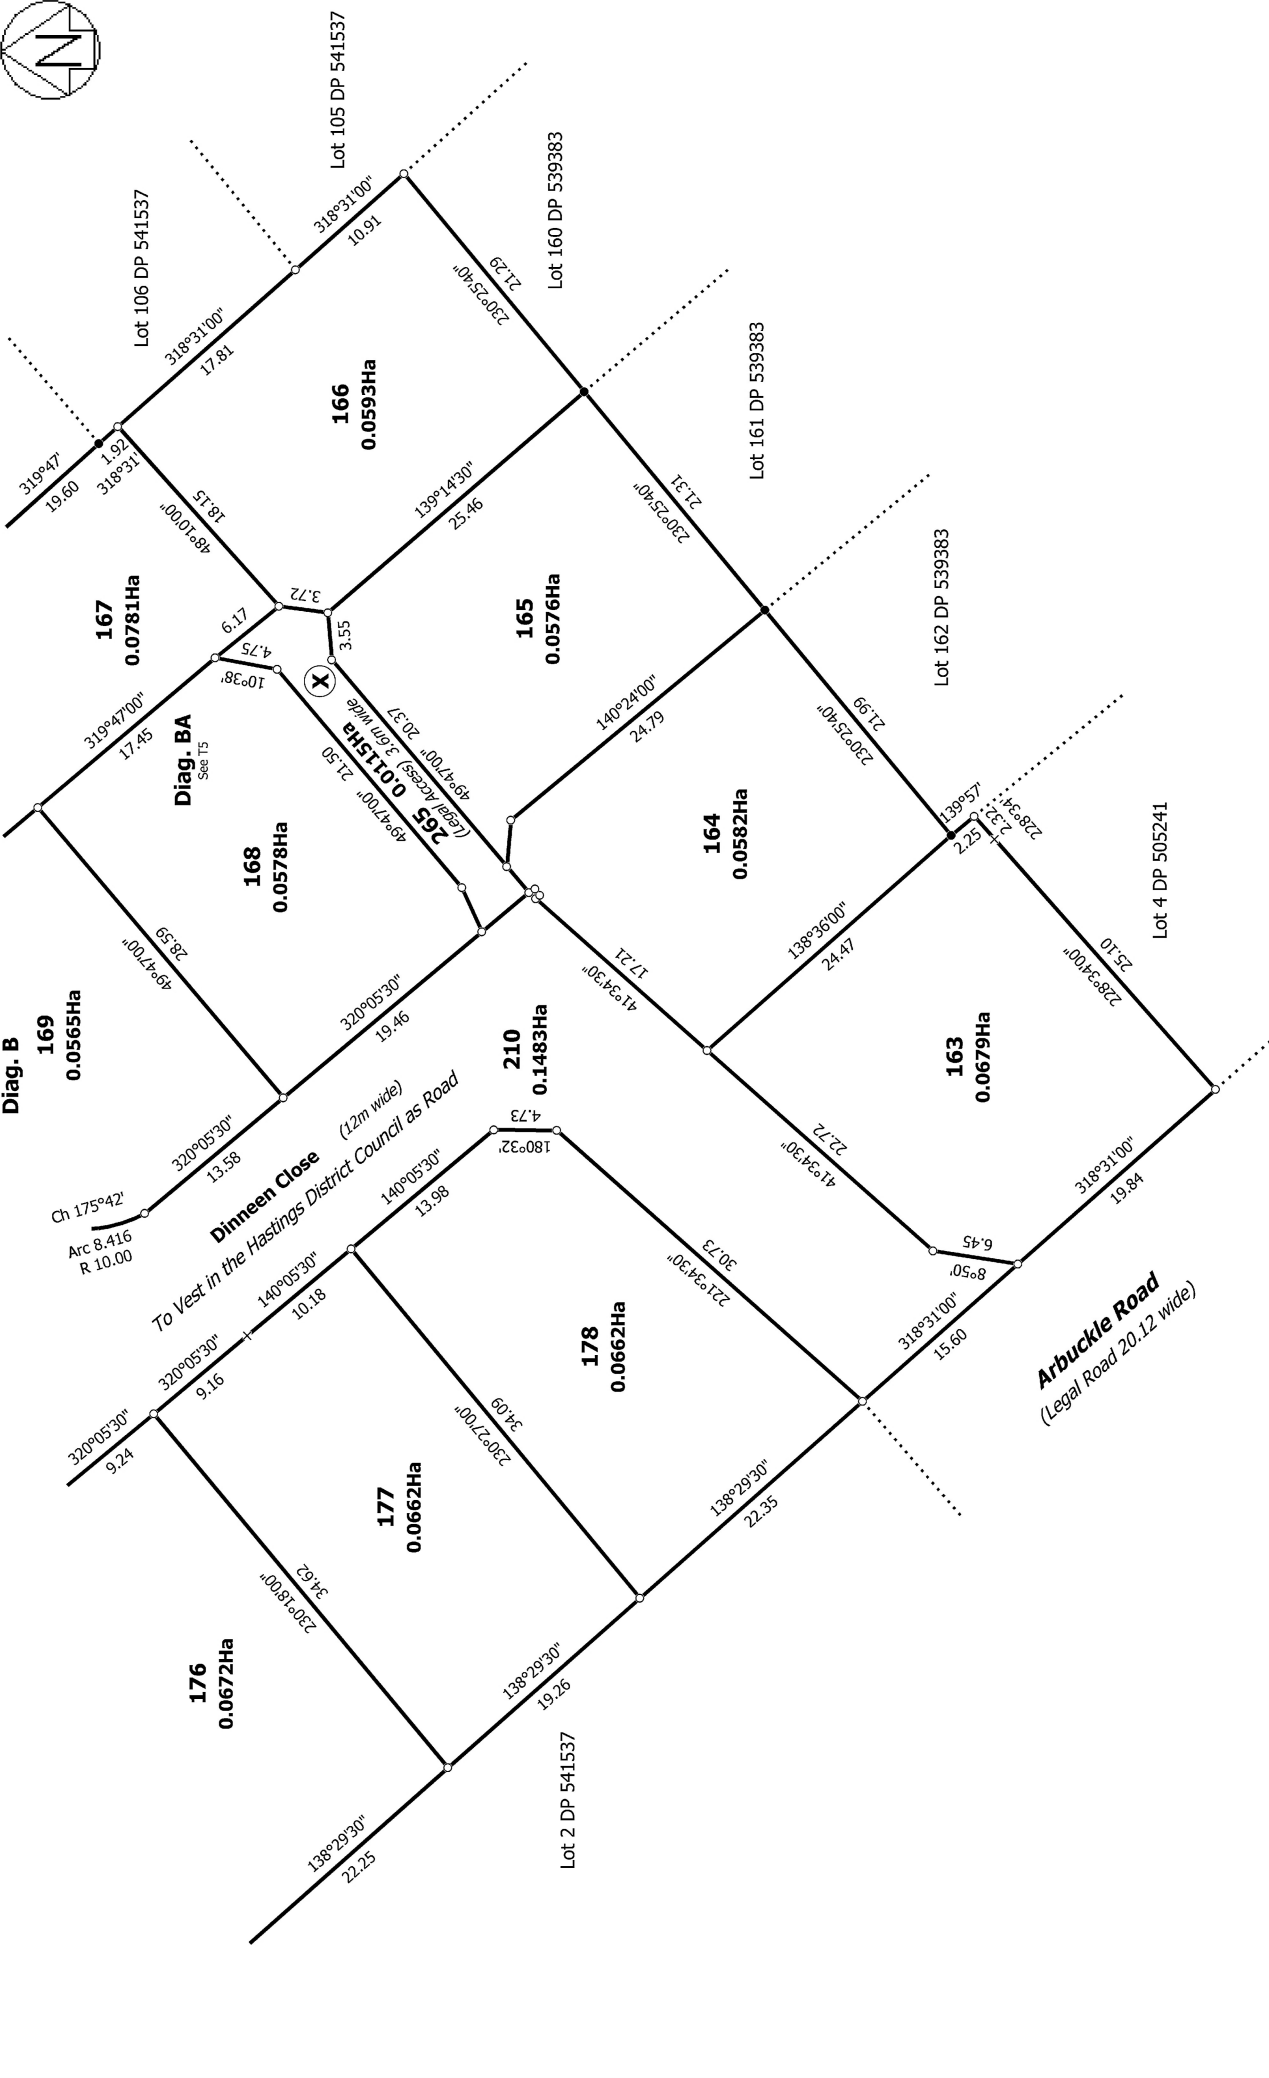 N
Lot 105 DP 541537
Lot 106 DP 541537
Lot 160 DP 539383
318°31'00"
10.91
318°31'00"
17.81
21.29
230°25'40"
319°47'
19.60
1.92
318°31'
18.15
48°10'00"
166
0.0593Ha
139°14'30"
25.46
Lot 161 DP 539383
21.31
230°25'40"
167
0.0781Ha
6.17
3.72
3.55
4.75
10°38'
X
165
0.0576Ha
Lot 162 DP 539383
319°47'00"
17.45
Diag. BA
See T5
21.50
49°47'00"
265 0.0115Ha
(Legal Access) 3.6m wide
20.37
49°47'00"
140°24'00"
24.79
21.99
230°25'40"
168
0.0578Ha
164
0.0582Ha
139°57'
2.25
2.32
228°34'
Lot 4 DP 505241
28.59
49°47'00"
169
0.0565Ha
Diag. B
320°05'30"
19.46
17.21
41°34'30"
138°36'00"
24.47
25.10
228°34'00"
210
0.1483Ha
163
0.0679Ha
Ch 175°42'
Arc 8.416
R 10.00
320°05'30"
13.58
Dinneen Close
(12m wide)
To Vest in the Hastings District Council as Road
4.73
180°32'
140°05'30"
13.98
22.72
41°34'30"
318°31'00"
19.84
6.45
8°50'
140°05'30"
10.18
30.73
221°34'30"
318°31'00"
15.60
Arbuckle Road
(Legal Road 20.12 wide)
320°05'30"
9.16
178
0.0662Ha
320°05'30"
9.24
34.09
230°27'00"
177
0.0662Ha
138°29'30"
22.35
34.62
230°18'00"
176
0.0672Ha
138°29'30"
19.26
Lot 2 DP 541537
138°29'30"
22.25